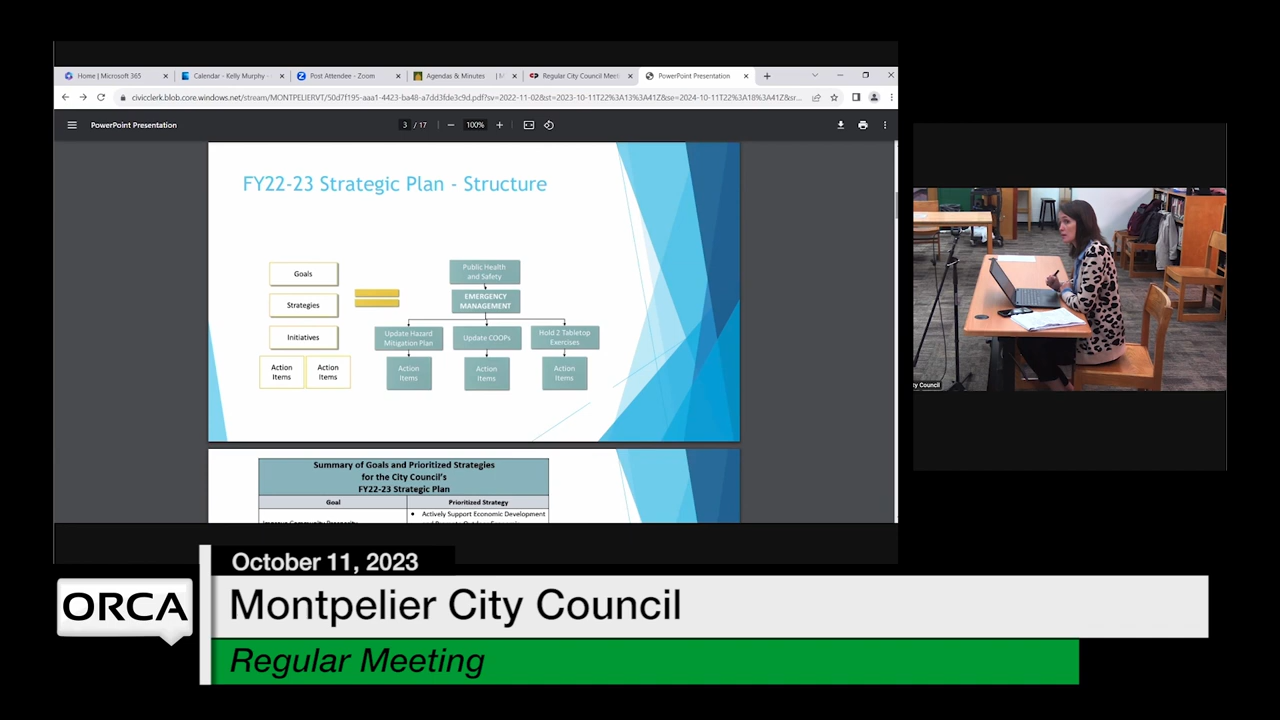 Home | Microsoft 365
Calendar - Kelly Murphy -
Post Attendee - Zoom
Agendas & Minutes
Regular City Council Meet
PowerPoint Presentation
PowerPoint Presentation
3 / 17
100%
FY22-23 Strategic Plan - Structure
Goals
Strategies
Initiatives
Action
Items
Action
Items
Public Health
and Safety
EMERGENCY
MANAGEMENT
Update Hazard
Mitigation Plan
Update COOPs
Hold 2 Tabletop
Exercises
Action
Items
Action
Items
Action
Items
Summary of Goals and Prioritized Strategies
for the City Council's
FY22-23 Strategic Plan
Goal
Prioritized Strategy
• Actively Support Economic Development
ty Council
October 11, 2023
ORCA
Montpelier City Council
Regular Meeting